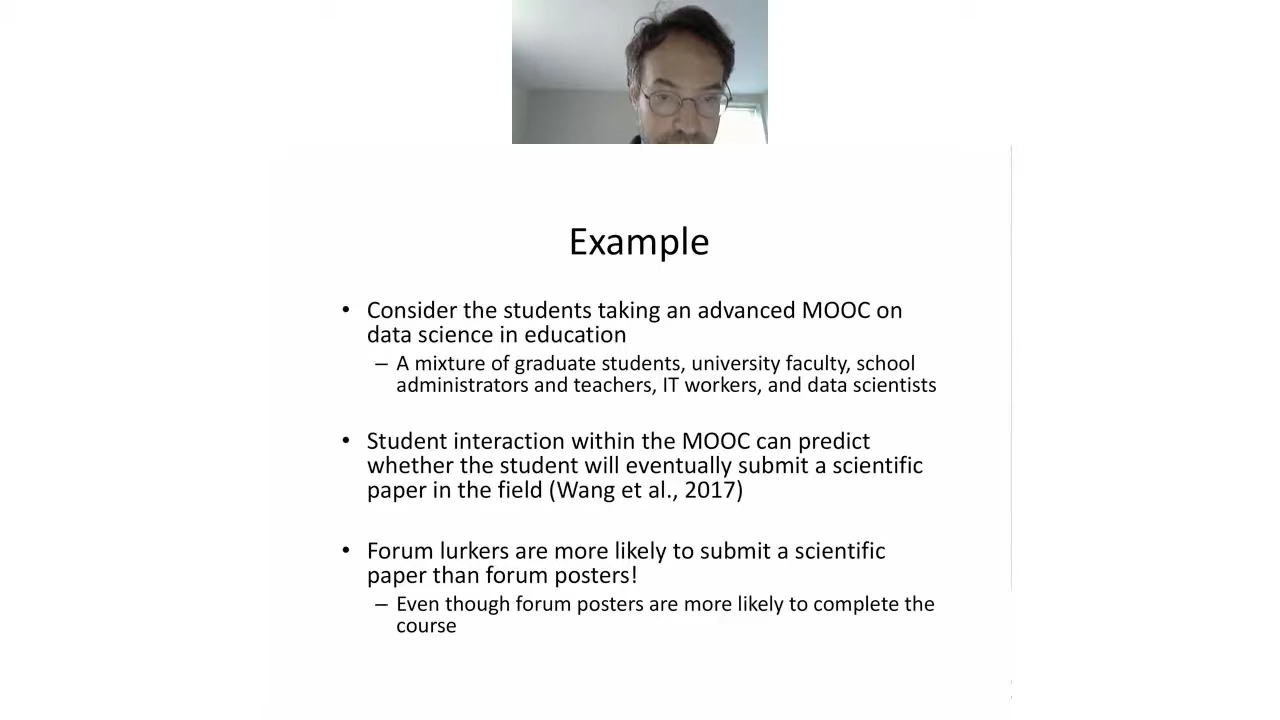 Example
• Consider the students taking an advanced MOOC on
data science in education
– A mixture of graduate students, university faculty, school
administrators and teachers, IT workers, and data scientists
• Student interaction within the MOOC can predict
whether the student will eventually submit a scientific
paper in the field (Wang et al., 2017)
• Forum lurkers are more likely to submit a scientific
paper than forum posters!
– Even though forum posters are more likely to complete the
course